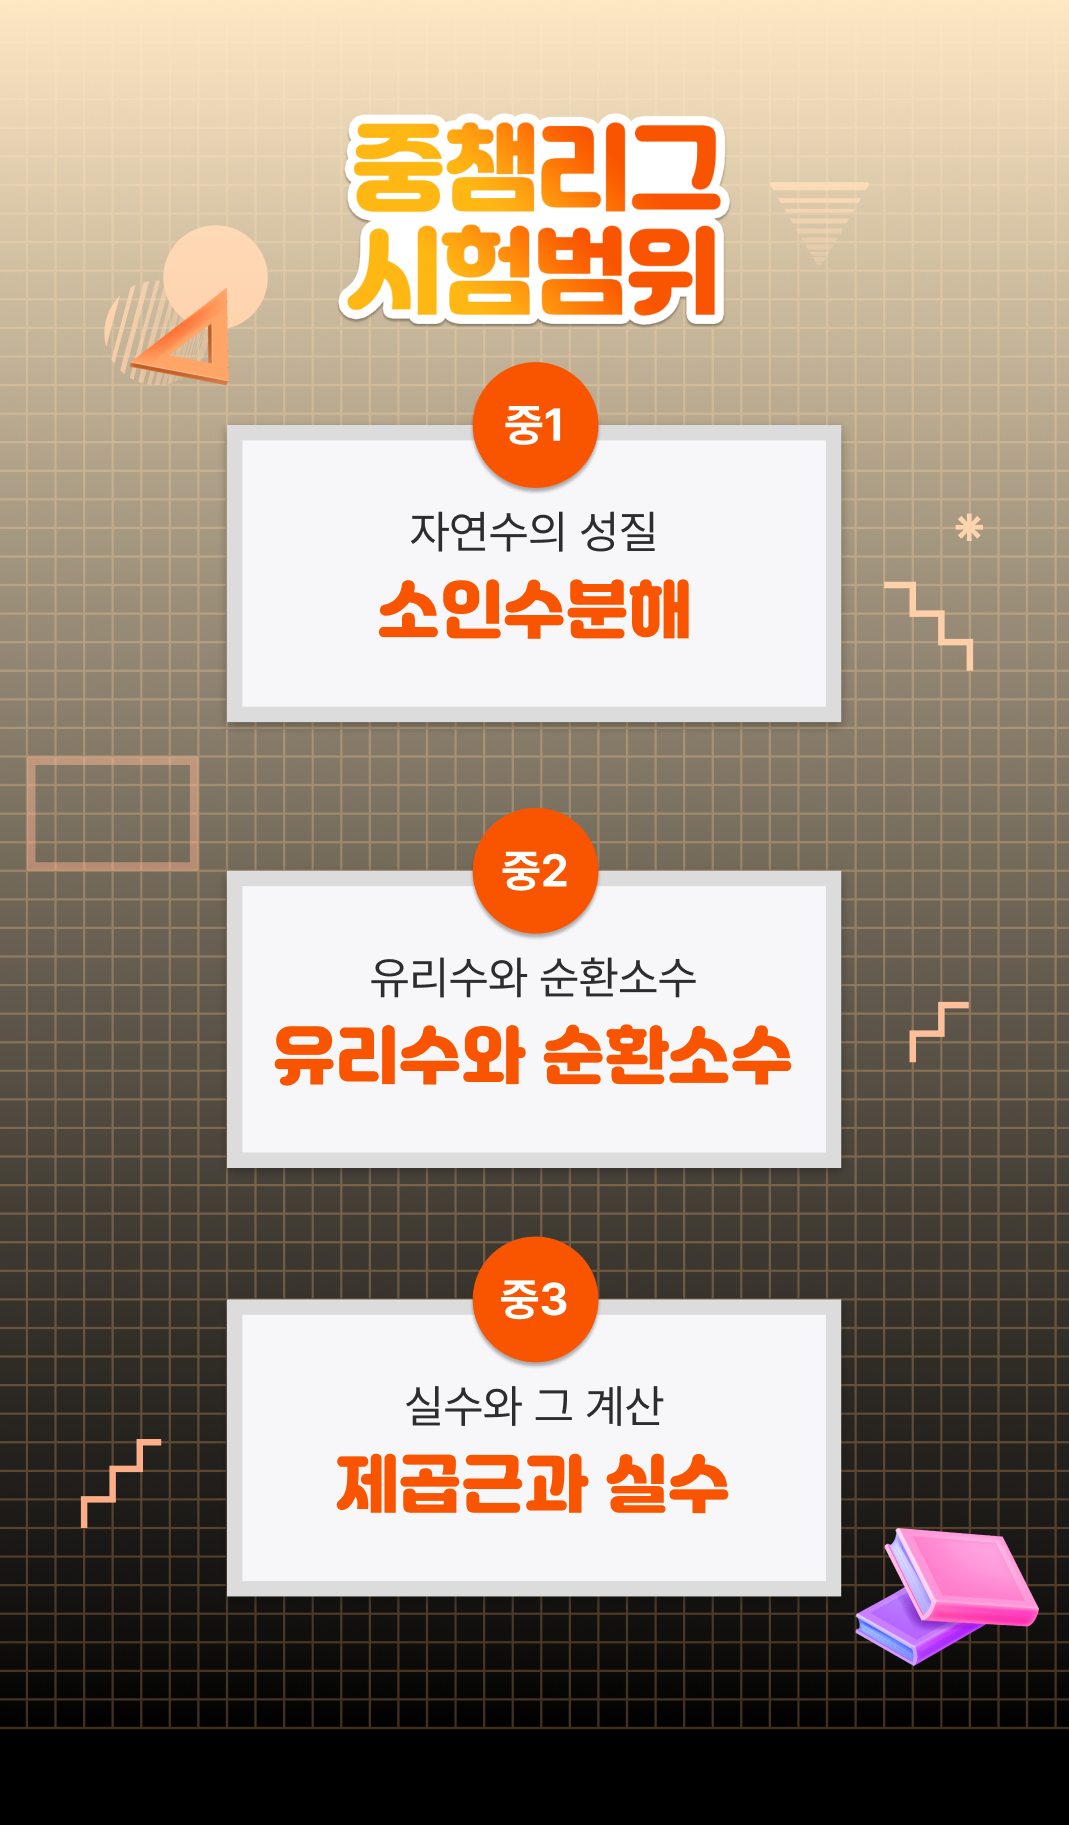 중챔리그
시험범위
중1
자연수의 성질
소인수분해
중2
유리수와 순환소수
유리수와 순환소수
중3
실수와 그 계산
제곱근과 실수